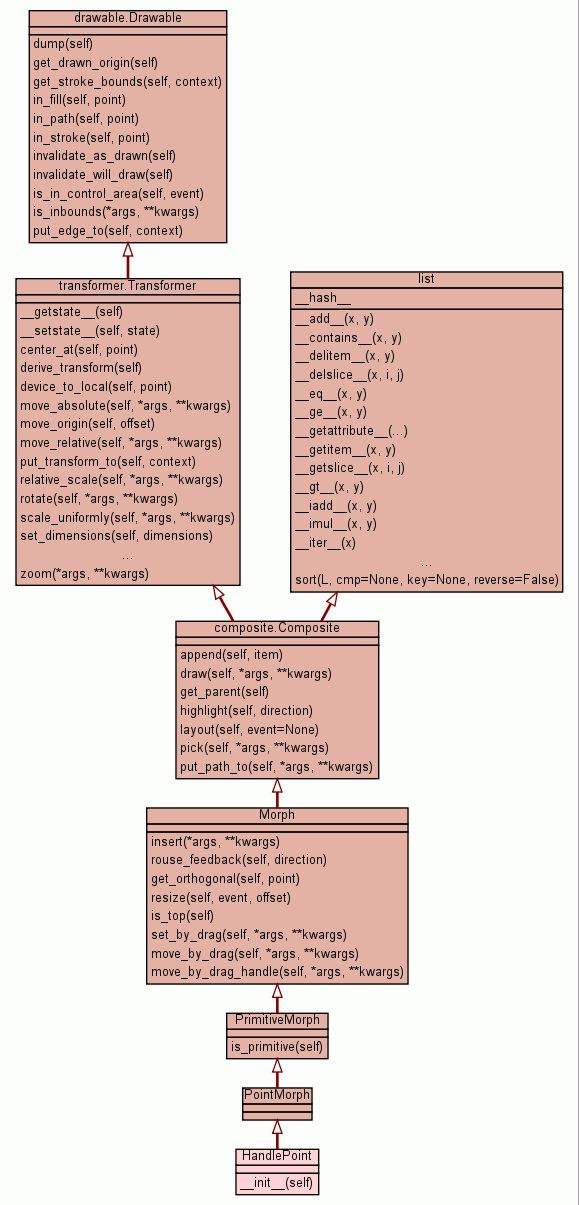 drawable.Drawable
dump(self)
get_drawn_origin(self)
get_stroke_bounds(self, context)
in_fill(self, point)
in_path(self, point)
in_stroke(self, point)
invalidate_as_drawn(self)
invalidate_will_draw(self)
is_in_control_area(self, event)
is_inbounds(*args, **kwargs)
put_edge_to(self, context)
transformer.Transformer
__getstate__(self)
__setstate__(self, state)
center_at(self, point)
derive_transform(self)
device_to_local(self, point)
move_absolute(self, *args, **kwargs)
move_origin(self, offset)
move_relative(self, *args, **kwargs)
put_transform_to(self, context)
relative_scale(self, *args, **kwargs)
rotate(self, *args, **kwargs)
scale_uniformly(self, *args, **kwargs)
set_dimensions(self, dimensions)
...
zoom(*args, **kwargs)
list
__hash__
__add__(x, y)
__contains__(x, y)
__delitem__(x, y)
__delslice__(x, i, j)
__eq__(x, y)
__ge__(x, y)
__getattribute__(...)
__getitem__(x, y)
__getslice__(x, i, j)
__gt__(x, y)
__iadd__(x, y)
__imul__(x, y)
__iter__(x)
...
sort(L, cmp=None, key=None, reverse=False)
composite.Composite
append(self, item)
draw(self, *args, **kwargs)
get_parent(self)
highlight(self, direction)
layout(self, event=None)
pick(self, *args, **kwargs)
put_path_to(self, *args, **kwargs)
Morph
insert(*args, **kwargs)
rouse_feedback(self, direction)
get_orthogonal(self, point)
resize(self, event, offset)
is_top(self)
set_by_drag(self, *args, **kwargs)
move_by_drag(self, *args, **kwargs)
move_by_drag_handle(self, *args, **kwargs)
PrimitiveMorph
is_primitive(self)
PointMorph
HandlePoint
__init__(self)